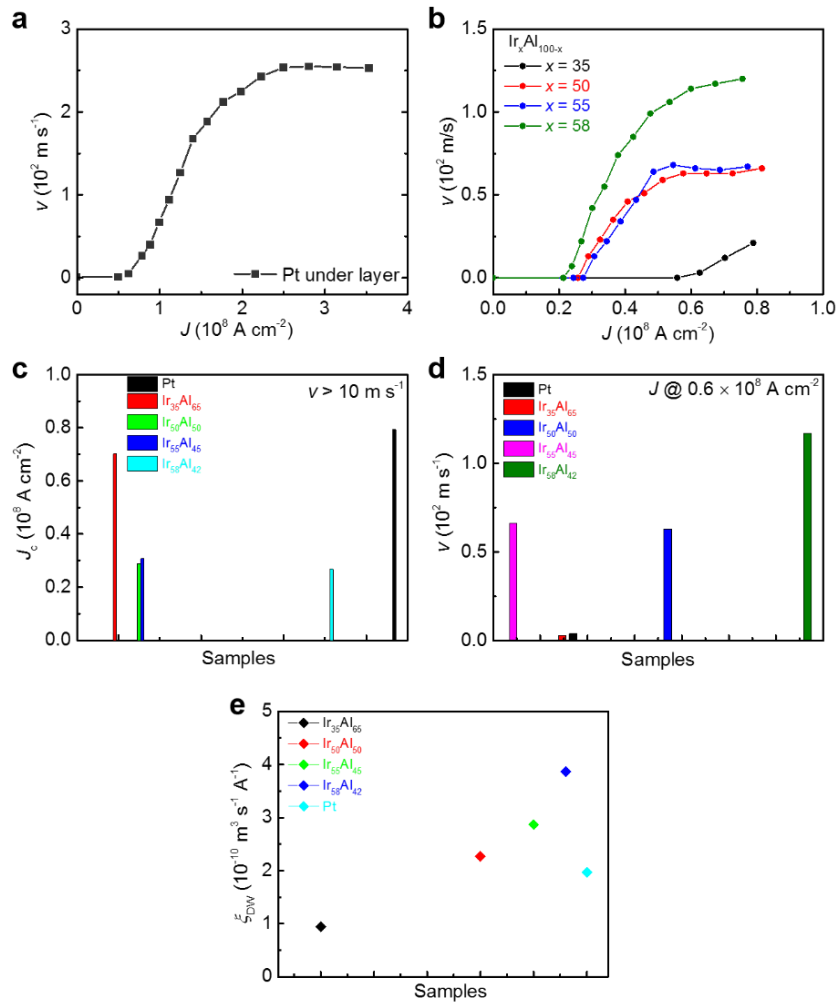 a
3
2
1
0
v (10² m s⁻¹)
Pt under layer
0
1
2
3
4
J (10⁸ A cm⁻²)
b
1.5
1.0
0.5
0.0
v (10² m/s)
IrₓAl₁₀₀₋ₓ
x = 35
x = 50
x = 55
x = 58
0.0
0.2
0.4
0.6
0.8
1.0
J (10⁸ A cm⁻²)
c
1.0
0.8
0.6
0.4
0.2
0.0
J_c (10⁸ A cm⁻²)
Pt
Ir₃₅Al₆₅
Ir₅₀Al₅₀
Ir₅₅Al₄₅
Ir₅₈Al₄₂
v > 10 m s⁻¹
Samples
d
1.5
1.0
0.5
0.0
v (10² m s⁻¹)
Pt
Ir₃₅Al₆₅
Ir₅₀Al₅₀
Ir₅₅Al₄₅
Ir₅₈Al₄₂
J @ 0.6 × 10⁸ A cm⁻²
Samples
e
5
4
3
2
1
0
ξ_DW (10⁻¹⁰ m³ s⁻¹ A⁻¹)
Ir₃₅Al₆₅
Ir₅₀Al₅₀
Ir₅₅Al₄₅
Ir₅₈Al₄₂
Pt
Samples